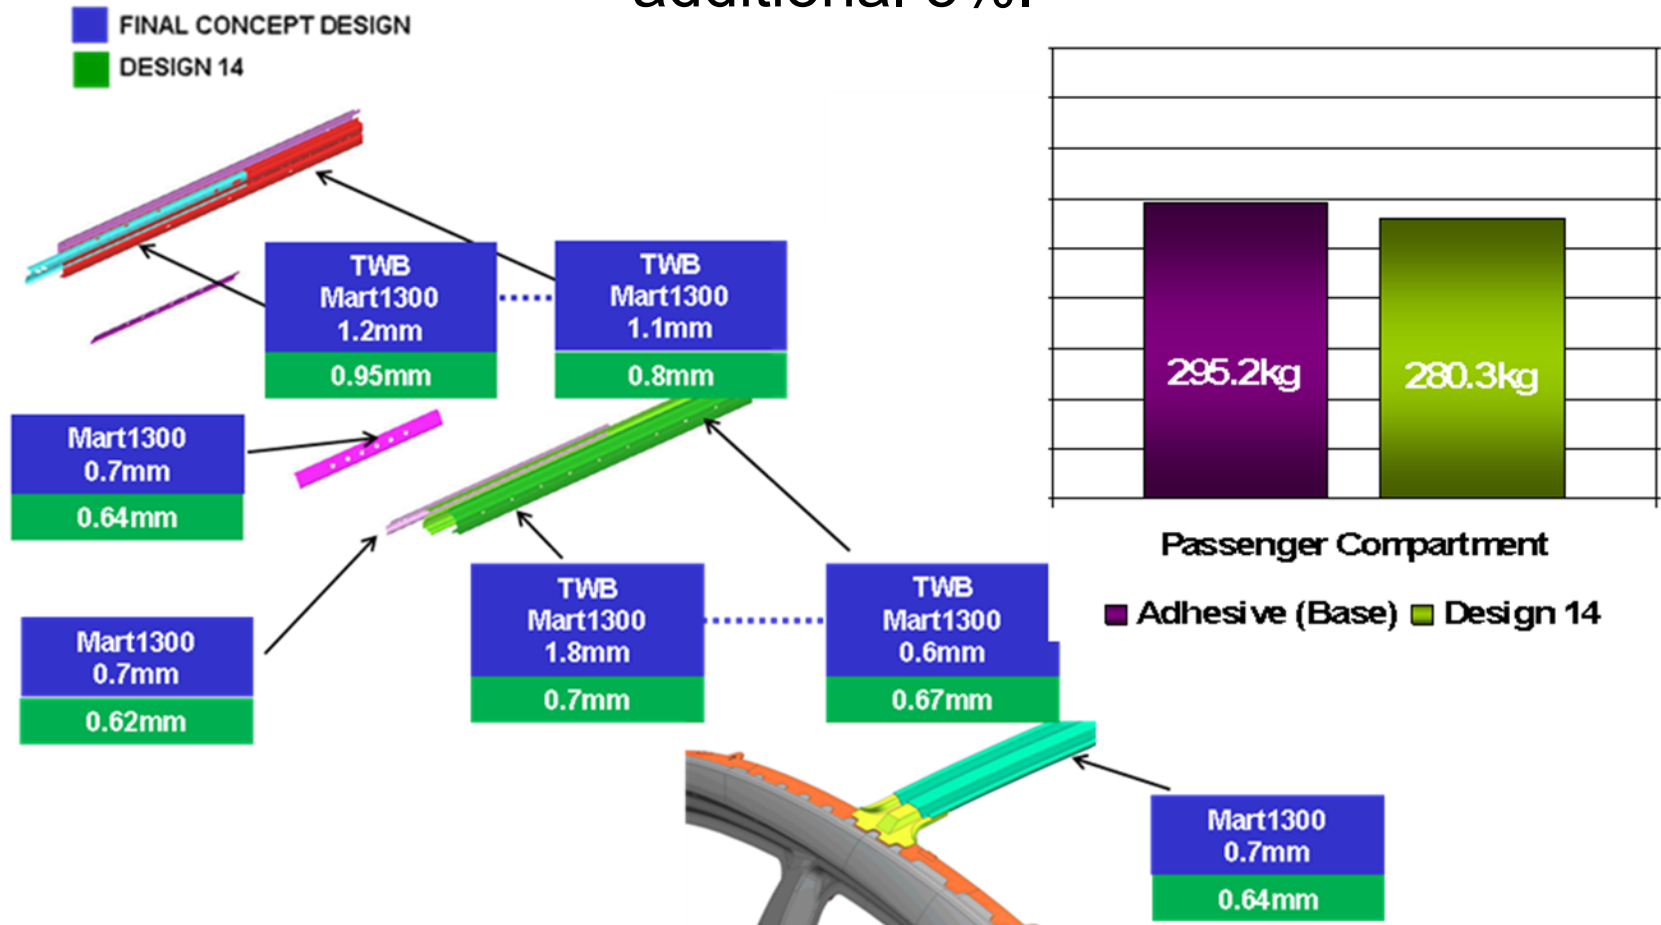 FINAL CONCEPT DESIGN
DESIGN 14
TWB
Mart1300
1.2mm
0.95mm
TWB
Mart1300
1.1mm
0.8mm
Mart1300
0.7mm
0.64mm
Mart1300
0.7mm
0.62mm
TWB
Mart1300
1.8mm
0.7mm
TWB
Mart1300
0.6mm
0.67mm
Mart1300
0.7mm
0.64mm
295.2kg
280.3kg
Passenger Compartment
Adhesive (Base) Design 14